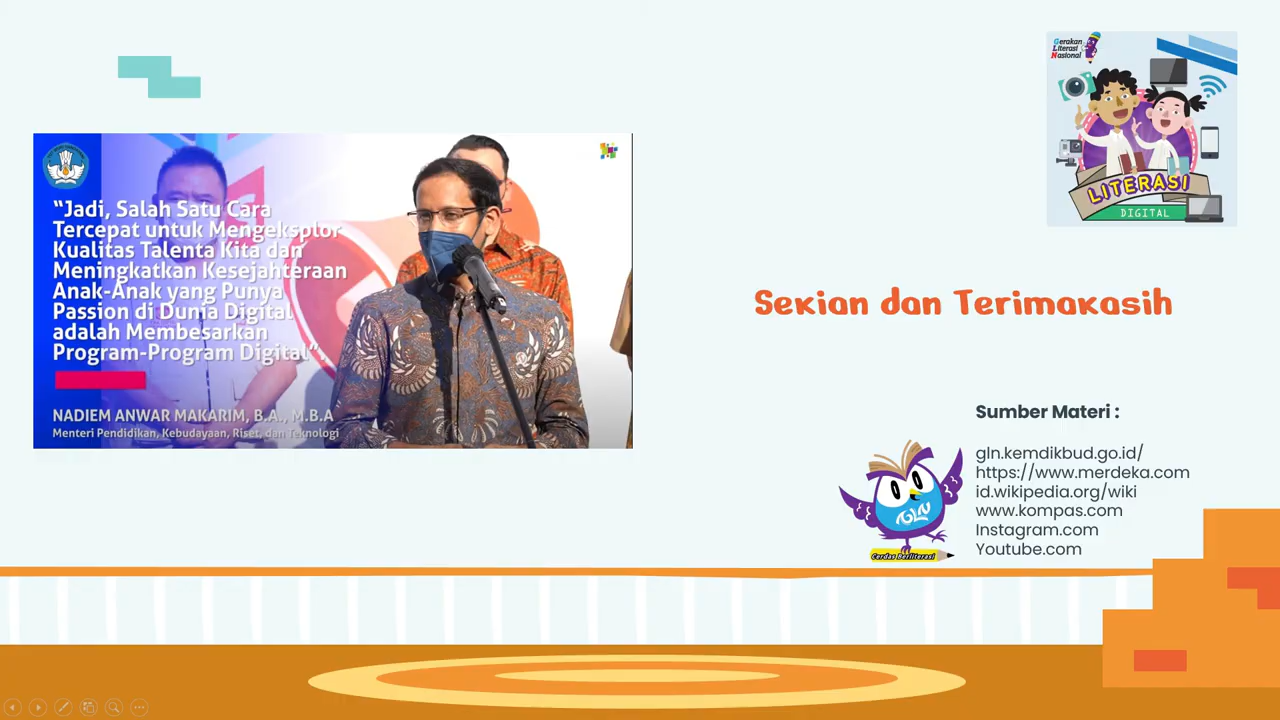 “Jadi, Salah Satu Cara
Tercepat untuk Mengeksplor
Kualitas Talenta Kita dan
Meningkatkan Kesejahteraan
Anak-Anak yang Punya
Passion di Dunia Digital
adalah Membesarkan
Program-Program Digital”.
NADIEM ANWAR MAKARIM, B.A., M.B.A
Menteri Pendidikan, Kebudayaan, Riset, dan Teknologi
Gerakan
Literasi
Nasional
LITERASI
DIGITAL
Sekian dan Terimakasih
Sumber Materi :
gln.kemdikbud.go.id/
https://www.merdeka.com
id.wikipedia.org/wiki
www.kompas.com
Instagram.com
Youtube.com
GLN
Cerdas Berliterasi